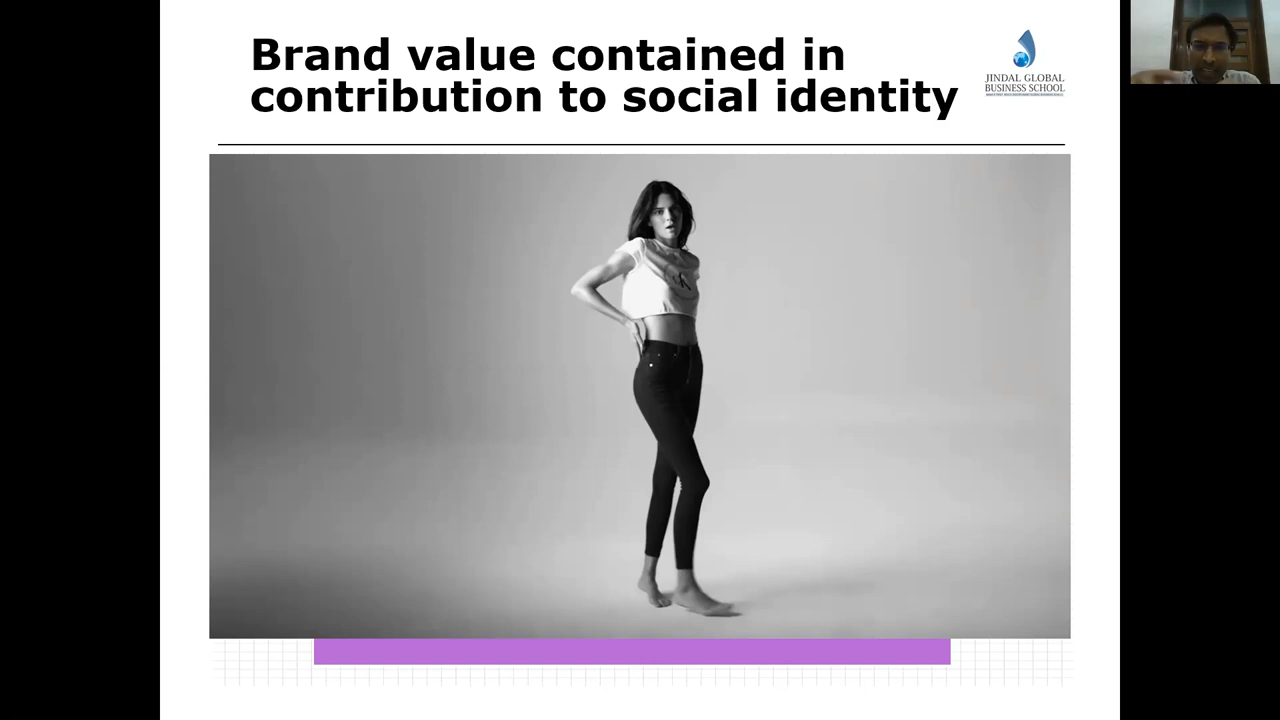 Brand value contained in
contribution to social identity
JINDAL GLOBAL
BUSINESS SCHOOL